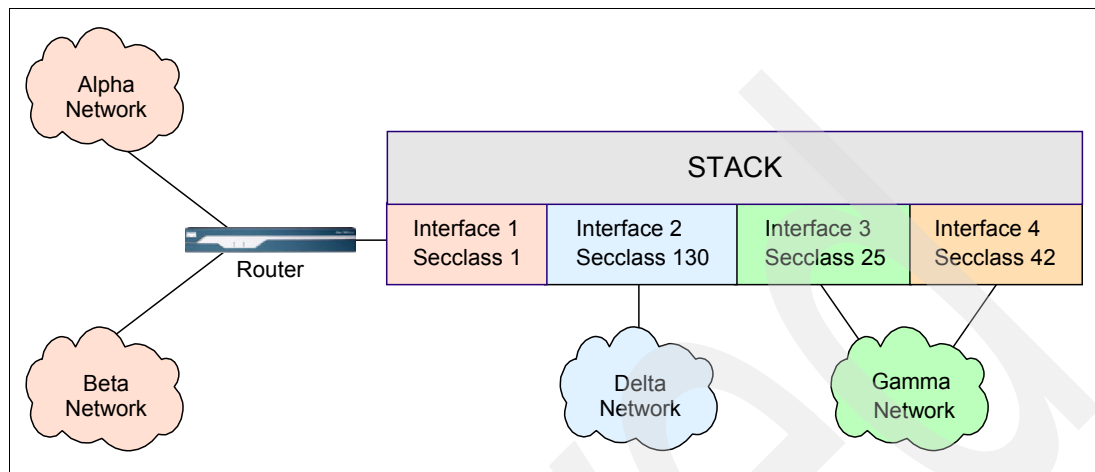 Alpha
Network
STACK
Interface 1
Secclass 1
Interface 2
Secclass 130
Interface 3
Secclass 25
Interface 4
Secclass 42
Router
Beta
Network
Delta
Network
Gamma
Network